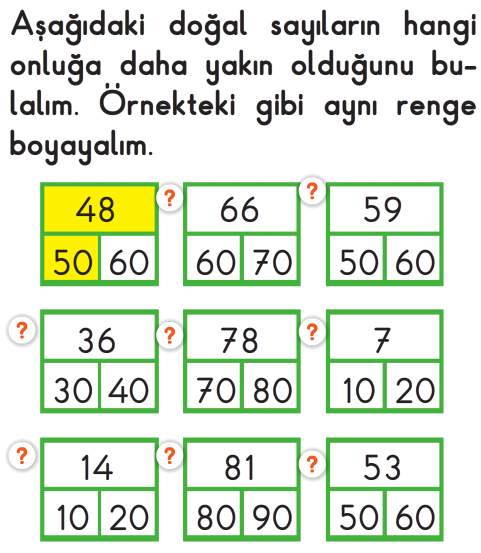 Aşağıdaki doğal sayıların hangi
onluğa daha yakın olduğunu bu-
lalım. Örnekteki gibi aynı renge
boyayalım.
48 ? 66 ? 59
50 60 60 70 50 60
? 36 ? 78 ? 7
30 40 70 80 10 20
? 14 ? 81 ? 53
10 20 80 90 50 60